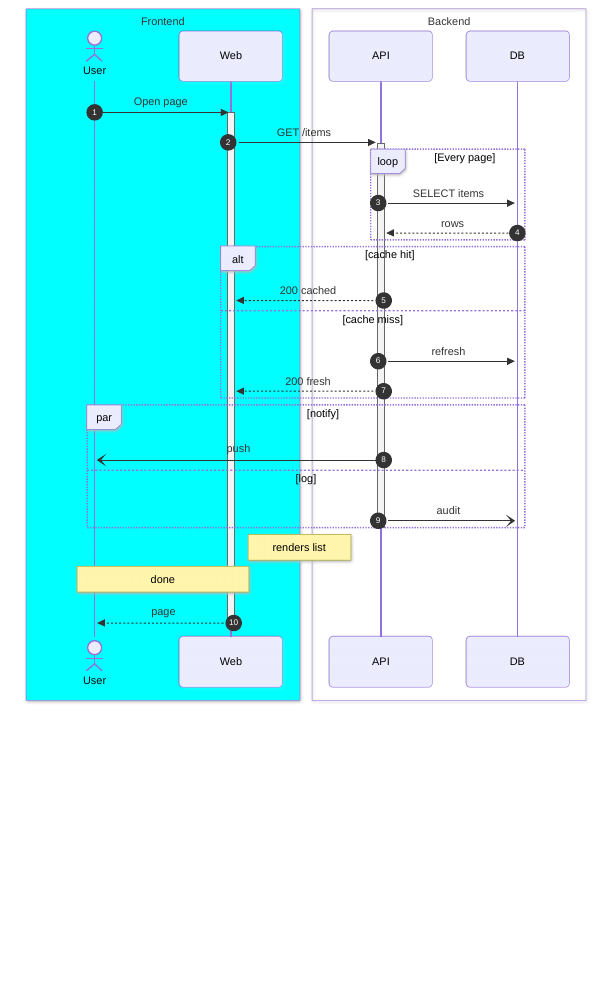 Frontend
Backend
User
Web
API
DB
1
Open page
2
GET /items
loop
[Every page]
3
SELECT items
rows
4
alt
[cache hit]
200 cached
5
[cache miss]
6
refresh
200 fresh
7
par
[notify]
push
8
[log]
9
audit
renders list
done
page
10
User
Web
API
DB